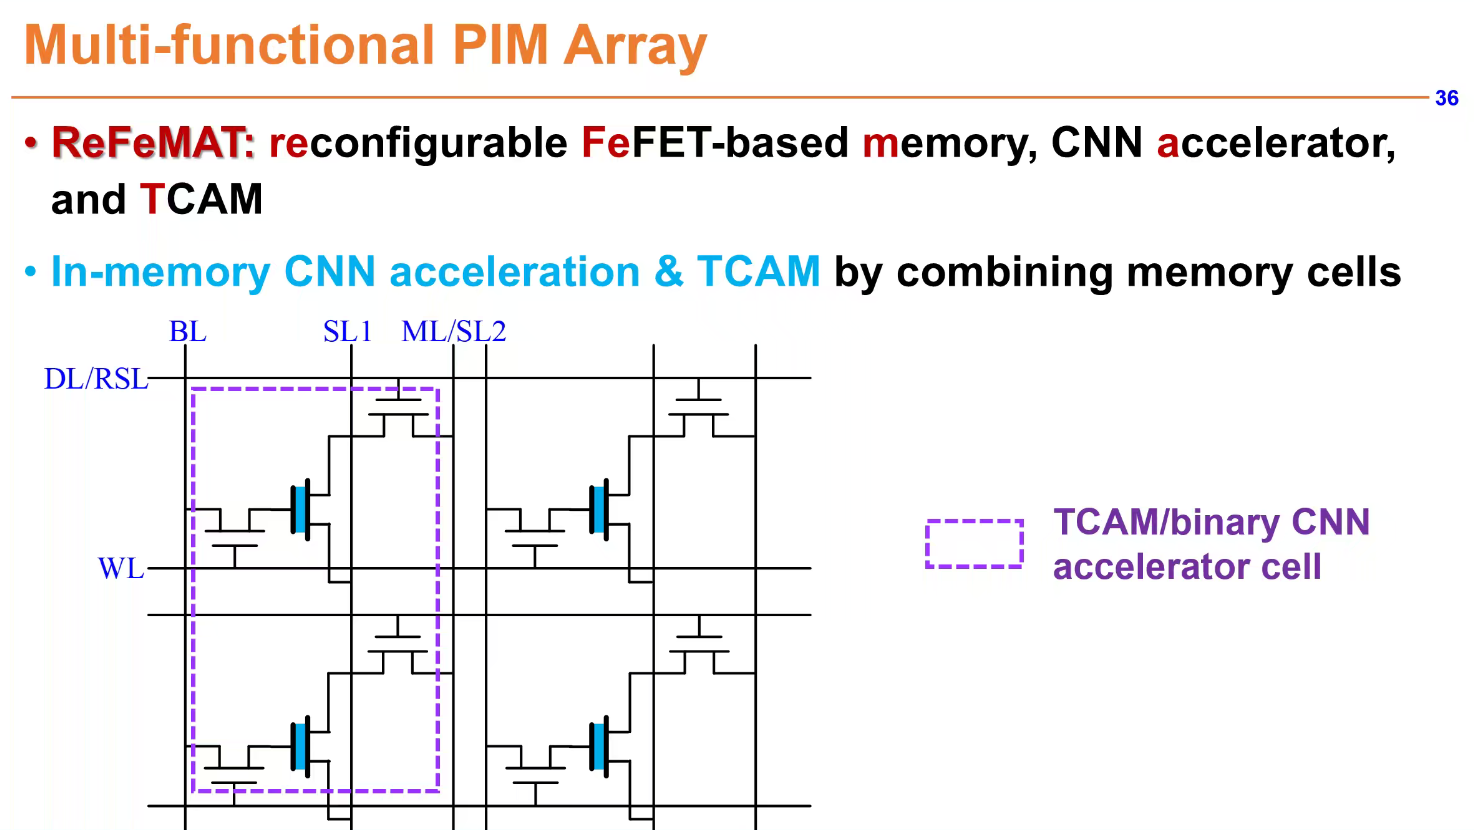 Multi-functional PIM Array
36
• ReFeMAT: reconfigurable FeFET-based memory, CNN accelerator,
and TCAM
• In-memory CNN acceleration & TCAM by combining memory cells
BL SL1 ML/SL2
DL/RSL
WL
TCAM/binary CNN
accelerator cell